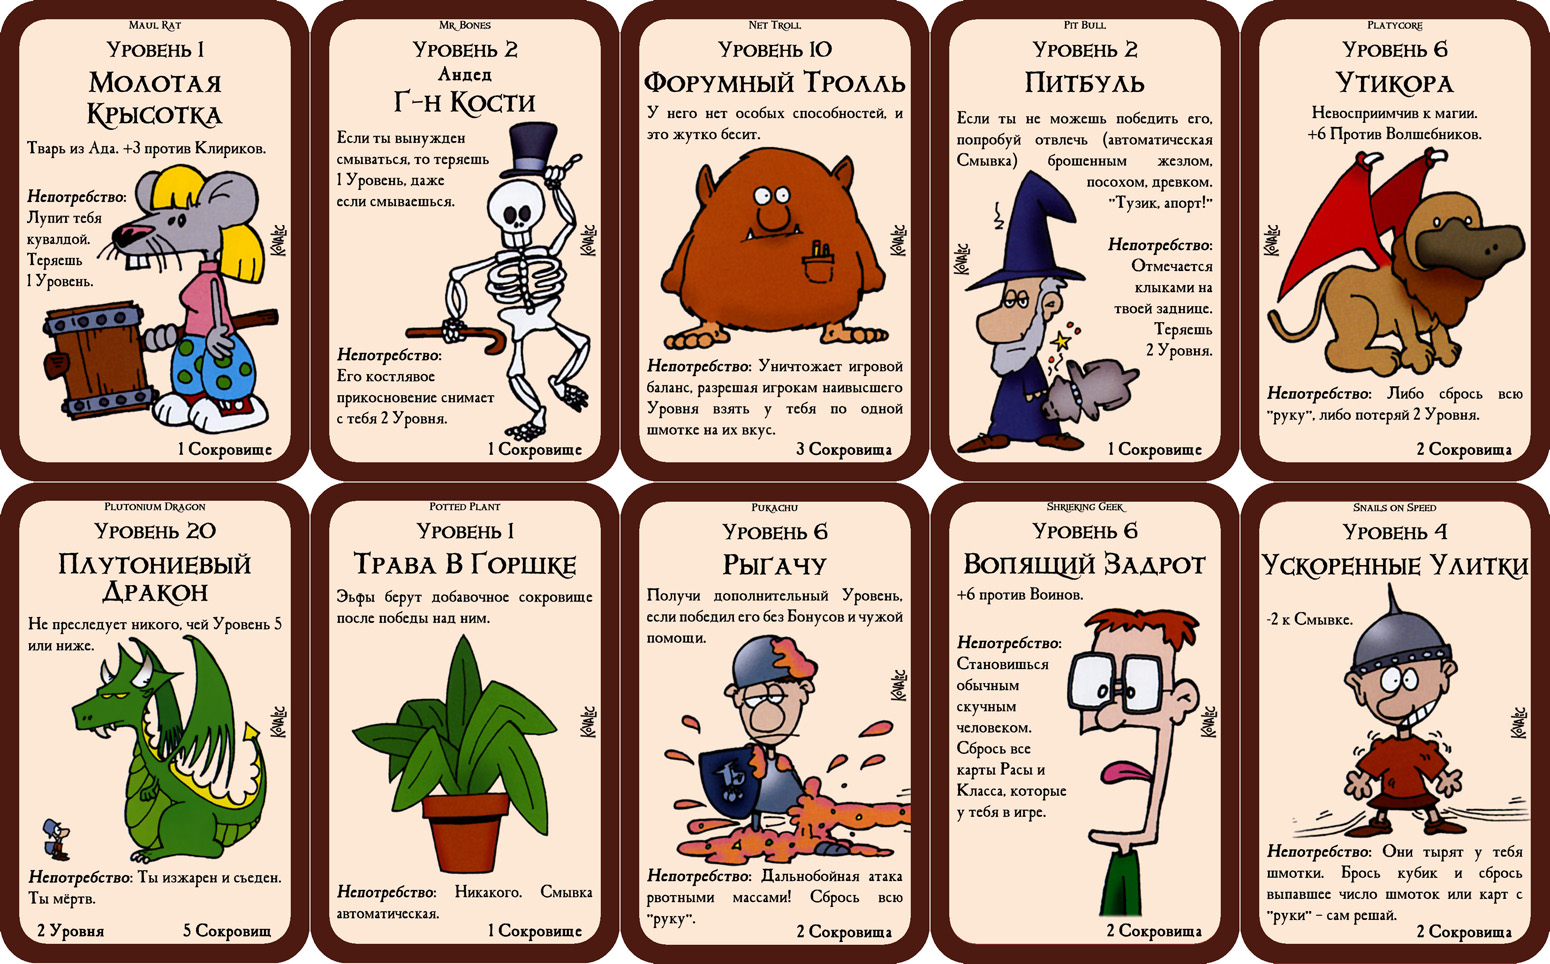 Maul Rat
Уровень 1
Молотая
Крысотка
Тварь из Ада. +3 против Клириков.
Непотребство:
Лупит тебя
кувалдой.
Теряешь
1 Уровень.
Kovalic
1 Сокровище
Mr. Bones
Уровень 2
Андед
Г-н Кости
Если ты вынужден
смываться, то теряешь
1 Уровень, даже
если смываешься.
Kovalic
Непотребство:
Его костлявое
прикосновение снимает
с тебя 2 Уровня.
1 Сокровище
Net Troll
Уровень 10
Форумный Тролль
У него нет особых способностей, и
это жутко бесит.
Kovalic
Непотребство: Уничтожает игровой
баланс, разрешая игрокам наивысшего
Уровня взять у тебя по одной
шмотке на их вкус.
3 Сокровища
Pit Bull
Уровень 2
Питбуль
Если ты не можешь победить его,
попробуй отвлечь (автоматическая
Смывка) брошенным жезлом,
посохом, древком.
"Тузик, апорт!"
Kovalic
Непотребство:
Отмечается
клыками на
твоей заднице.
Теряешь
2 Уровня.
1 Сокровище
Platycore
Уровень 6
Утикора
Невосприимчив к магии.
+6 Против Волшебников.
Kovalic
Непотребство: Либо сбрось всю
"руку", либо потеряй 2 Уровня.
2 Сокровища
Plutonium Dragon
Уровень 20
Плутониевый
Дракон
Не преследует никого, чей Уровень 5
или ниже.
Kovalic
Непотребство: Ты изжарен и съеден.
Ты мёртв.
2 Уровня 5 Сокровищ
Potted Plant
Уровень 1
Трава В Горшке
Эьфы берут добавочное сокровище
после победы над ним.
Kovalic
Непотребство: Никакого. Смывка
автоматическая.
1 Сокровище
Pukachu
Уровень 6
Рыгачу
Получи дополнительный Уровень,
если победил его без Бонусов и чужой
помощи.
Kovalic
Непотребство: Дальнобойная атака
рвотными массами! Сбрось всю
"руку".
2 Сокровища
Shrieking Geek
Уровень 6
Вопящий Задрот
+6 против Воинов.
Непотребство:
Становишься
обычным
скучным
человеком.
Сбрось все
карты Расы и
Класса, которые
у тебя в игре.
Kovalic
2 Сокровища
Snails on Speed
Уровень 4
Ускоренные Улитки
-2 к Смывке.
Kovalic
Непотребство: Они тырят у тебя
шмотки. Брось кубик и сбрось
выпавшее число шмоток или карт с
"руки" – сам решай.
2 Сокровища